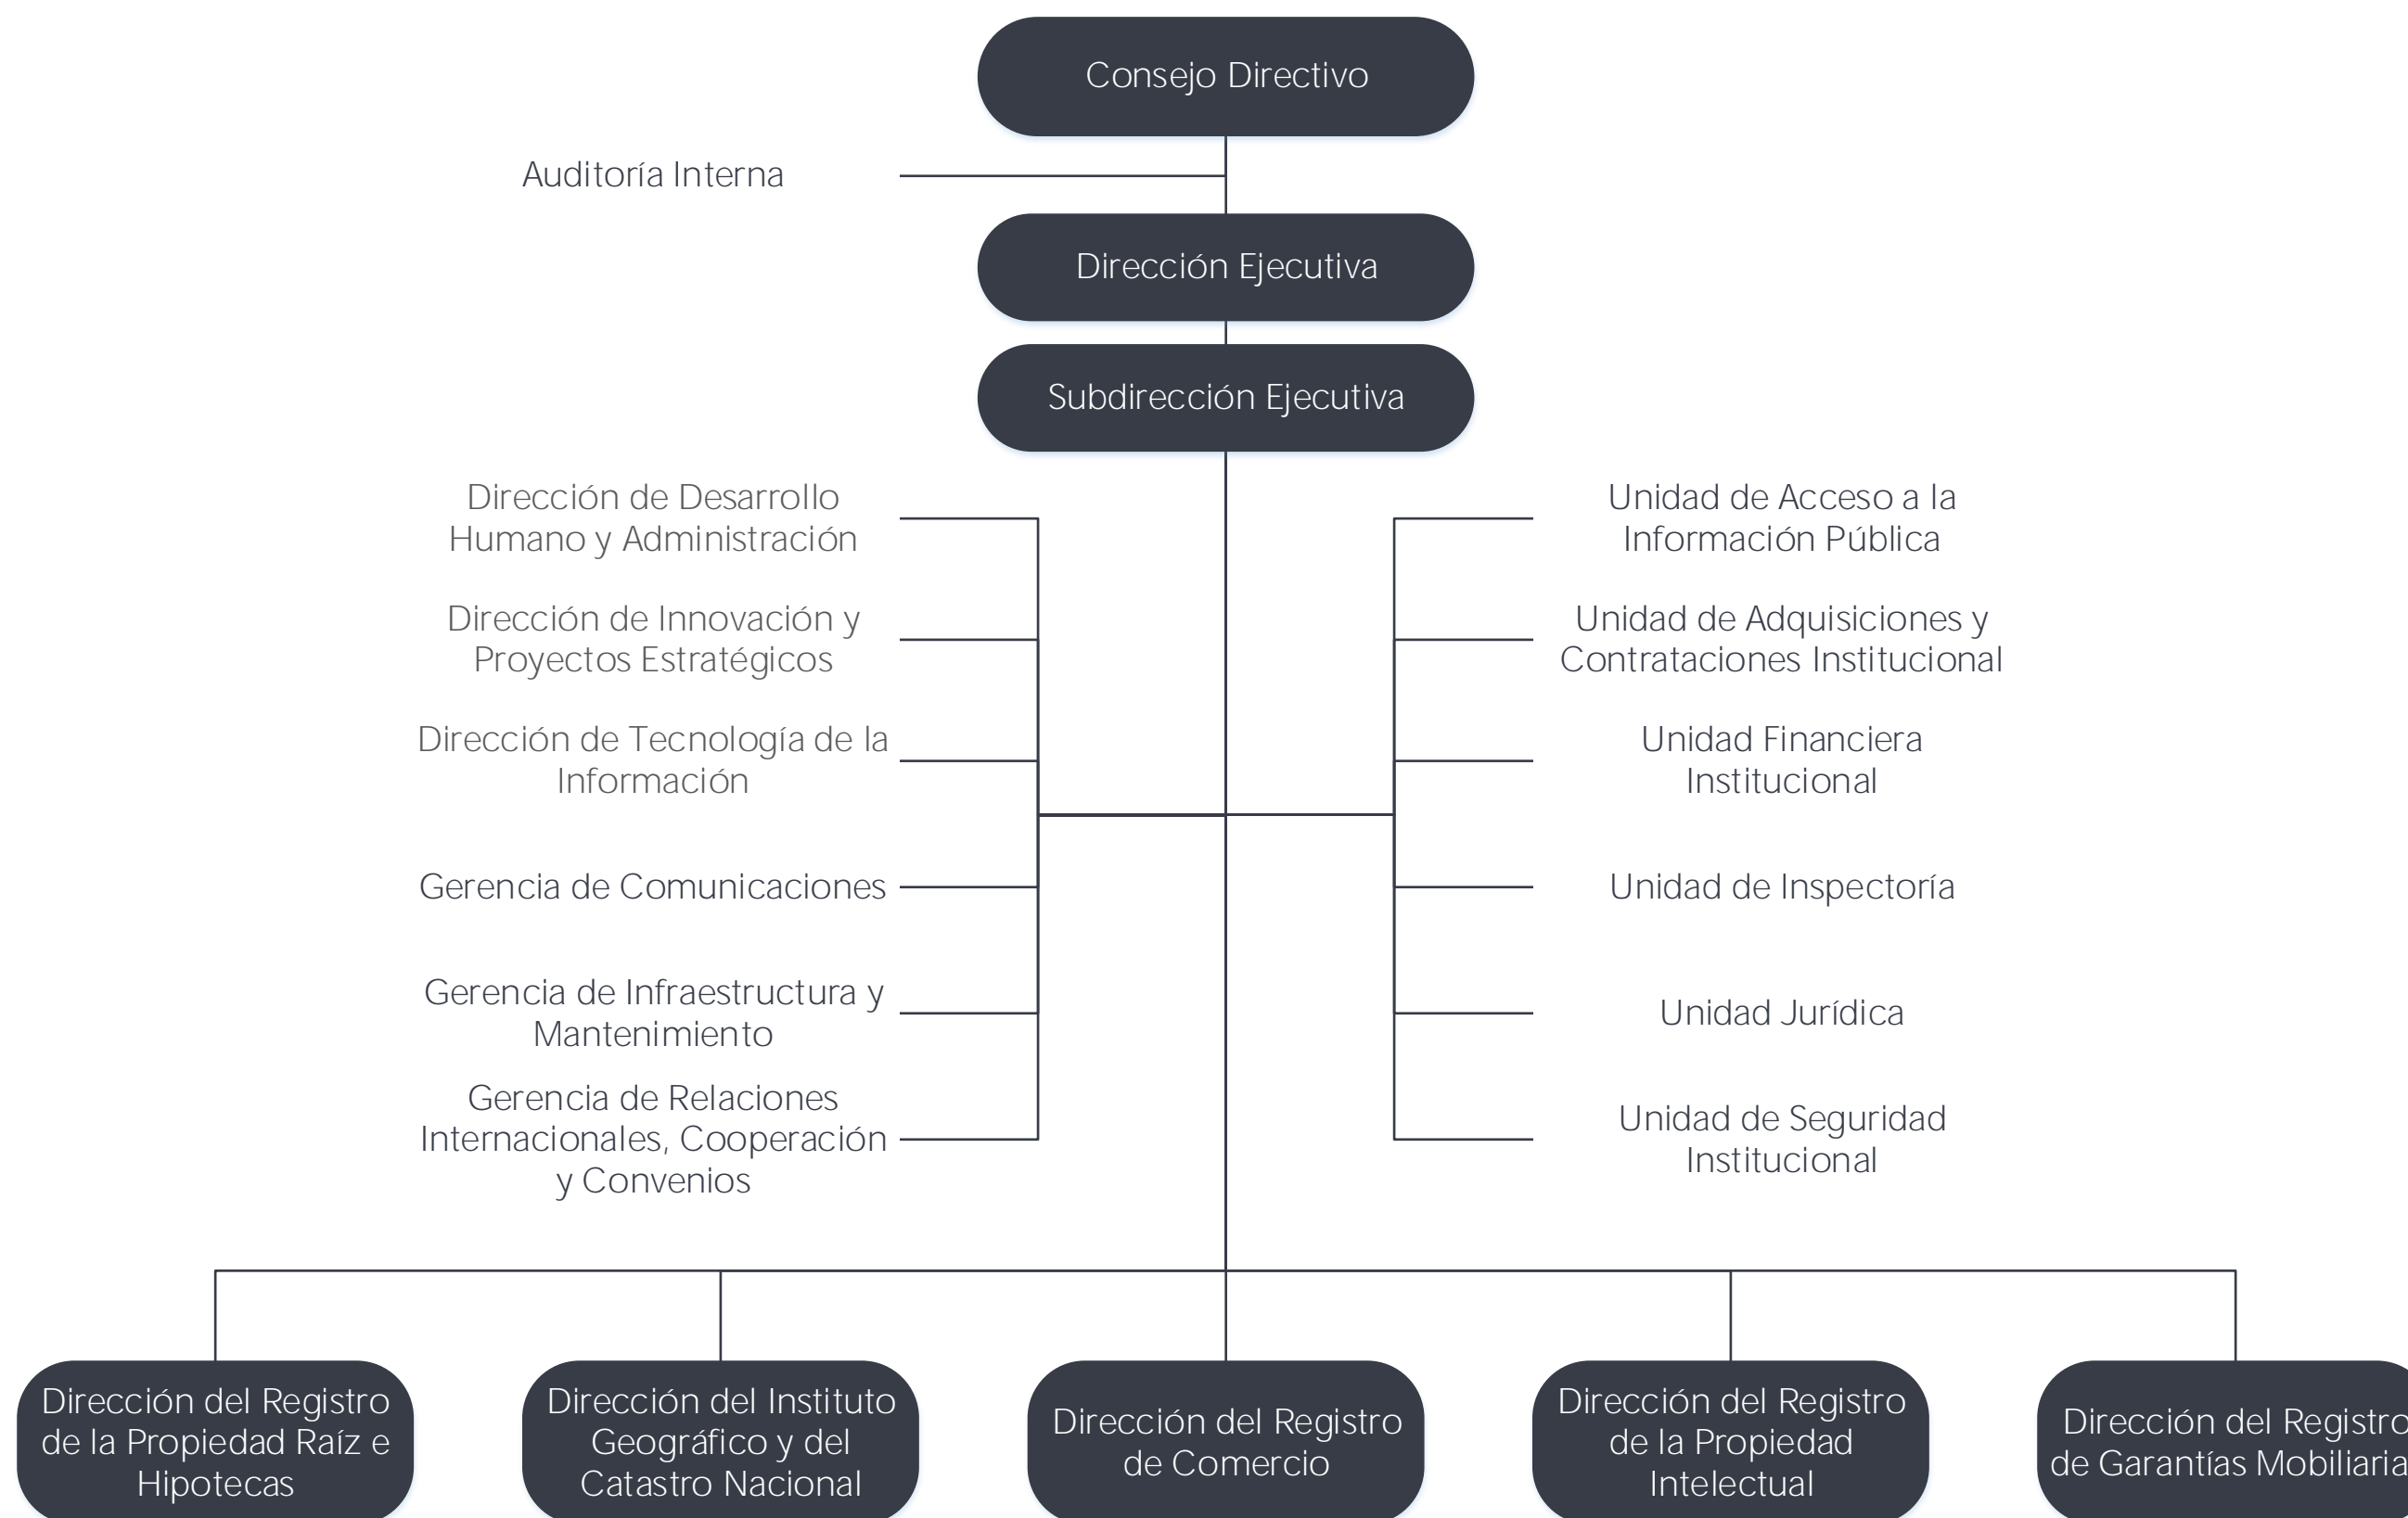 Consejo Directivo
Auditoría Interna
Dirección Ejecutiva
Subdirección Ejecutiva
Dirección de Desarrollo
Humano y Administración
Dirección de Innovación y
Proyectos Estratégicos
Dirección de Tecnología de la
Información
Gerencia de Comunicaciones
Gerencia de Infraestructura y
Mantenimiento
Gerencia de Relaciones
Internacionales, Cooperación
y Convenios
Unidad de Acceso a la
Información Pública
Unidad de Adquisiciones y
Contrataciones Institucional
Unidad Financiera
Institucional
Unidad de Inspectoría
Unidad Jurídica
Unidad de Seguridad
Institucional
Dirección del Registro
de la Propiedad Raíz e
Hipotecas
Dirección del Instituto
Geográfico y del
Catastro Nacional
Dirección del Registro
de Comercio
Dirección del Registro
de la Propiedad
Intelectual
Dirección del Registro
de Garantías Mobiliaria